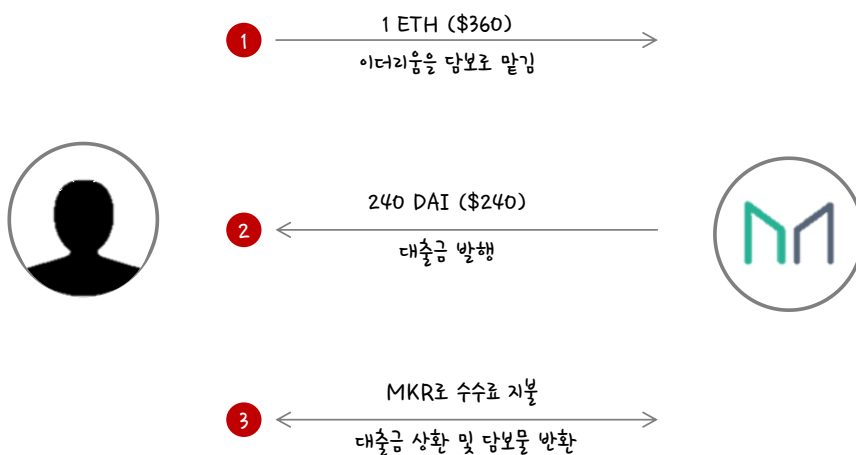 1
1 ETH ($360)
이더리움을 담보로 맡김
2
240 DAI ($240)
대출금 발행
3
MKR로 수수료 지불
대출금 상환 및 담보물 반환